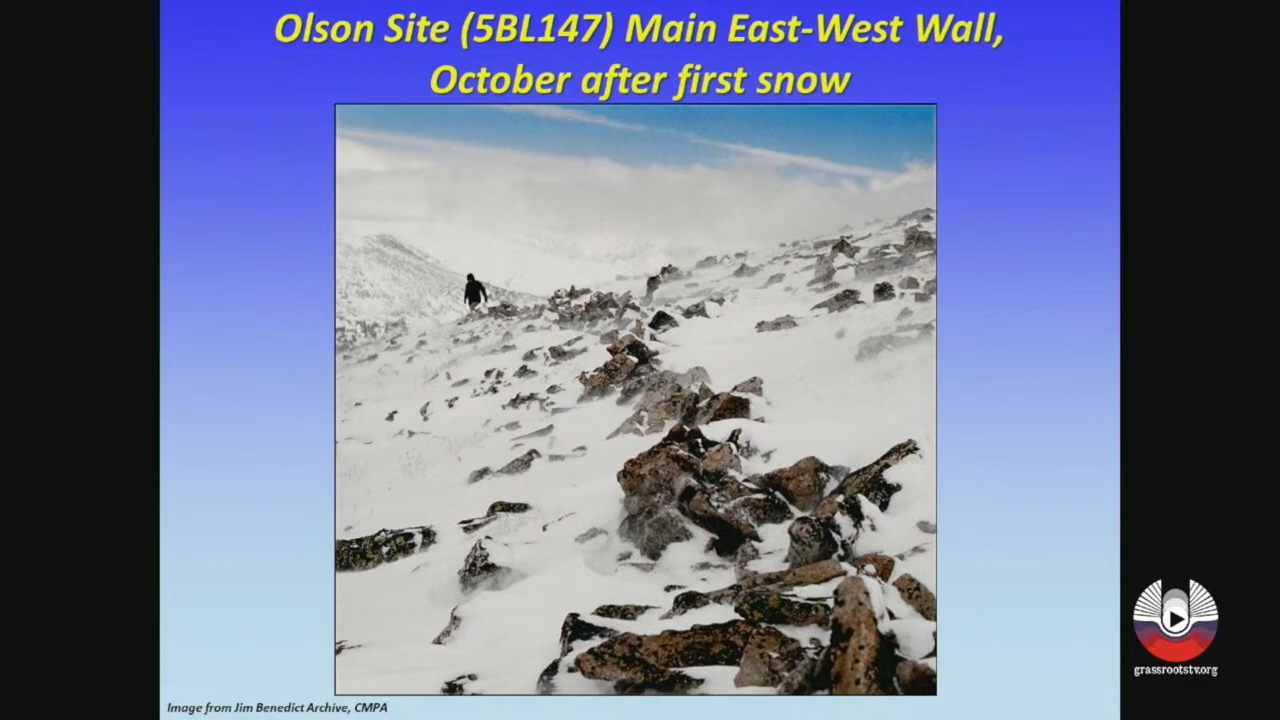 Olson Site (5BL147) Main East-West Wall,
October after first snow
Image from Jim Benedict Archive, CMPA
grassrootstv.org